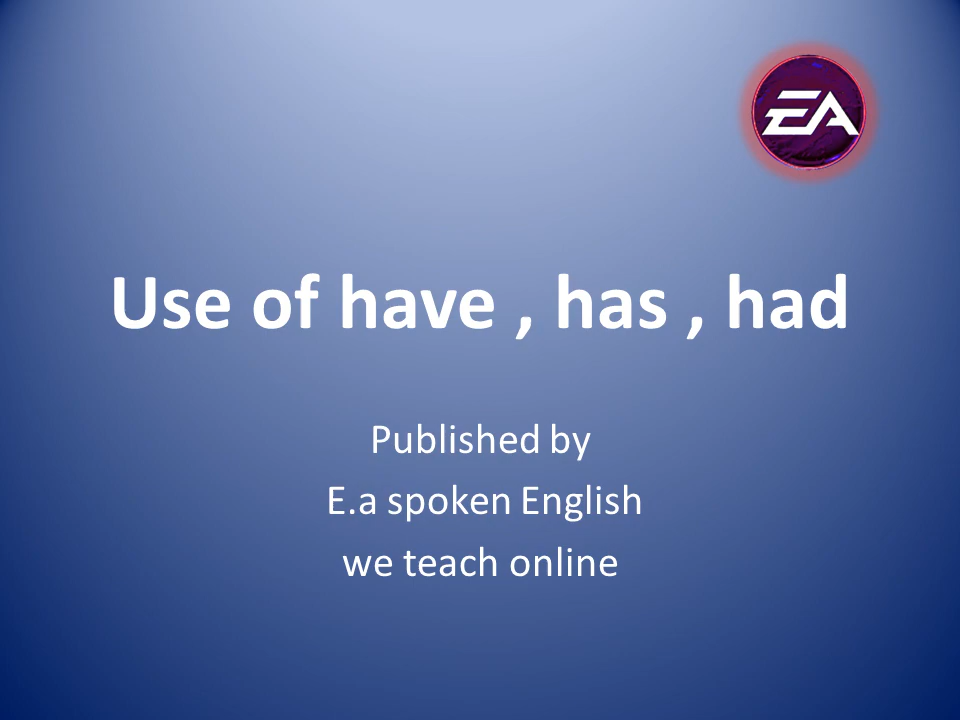 EA
Use of have , has , had
Published by
E.a spoken English
we teach online